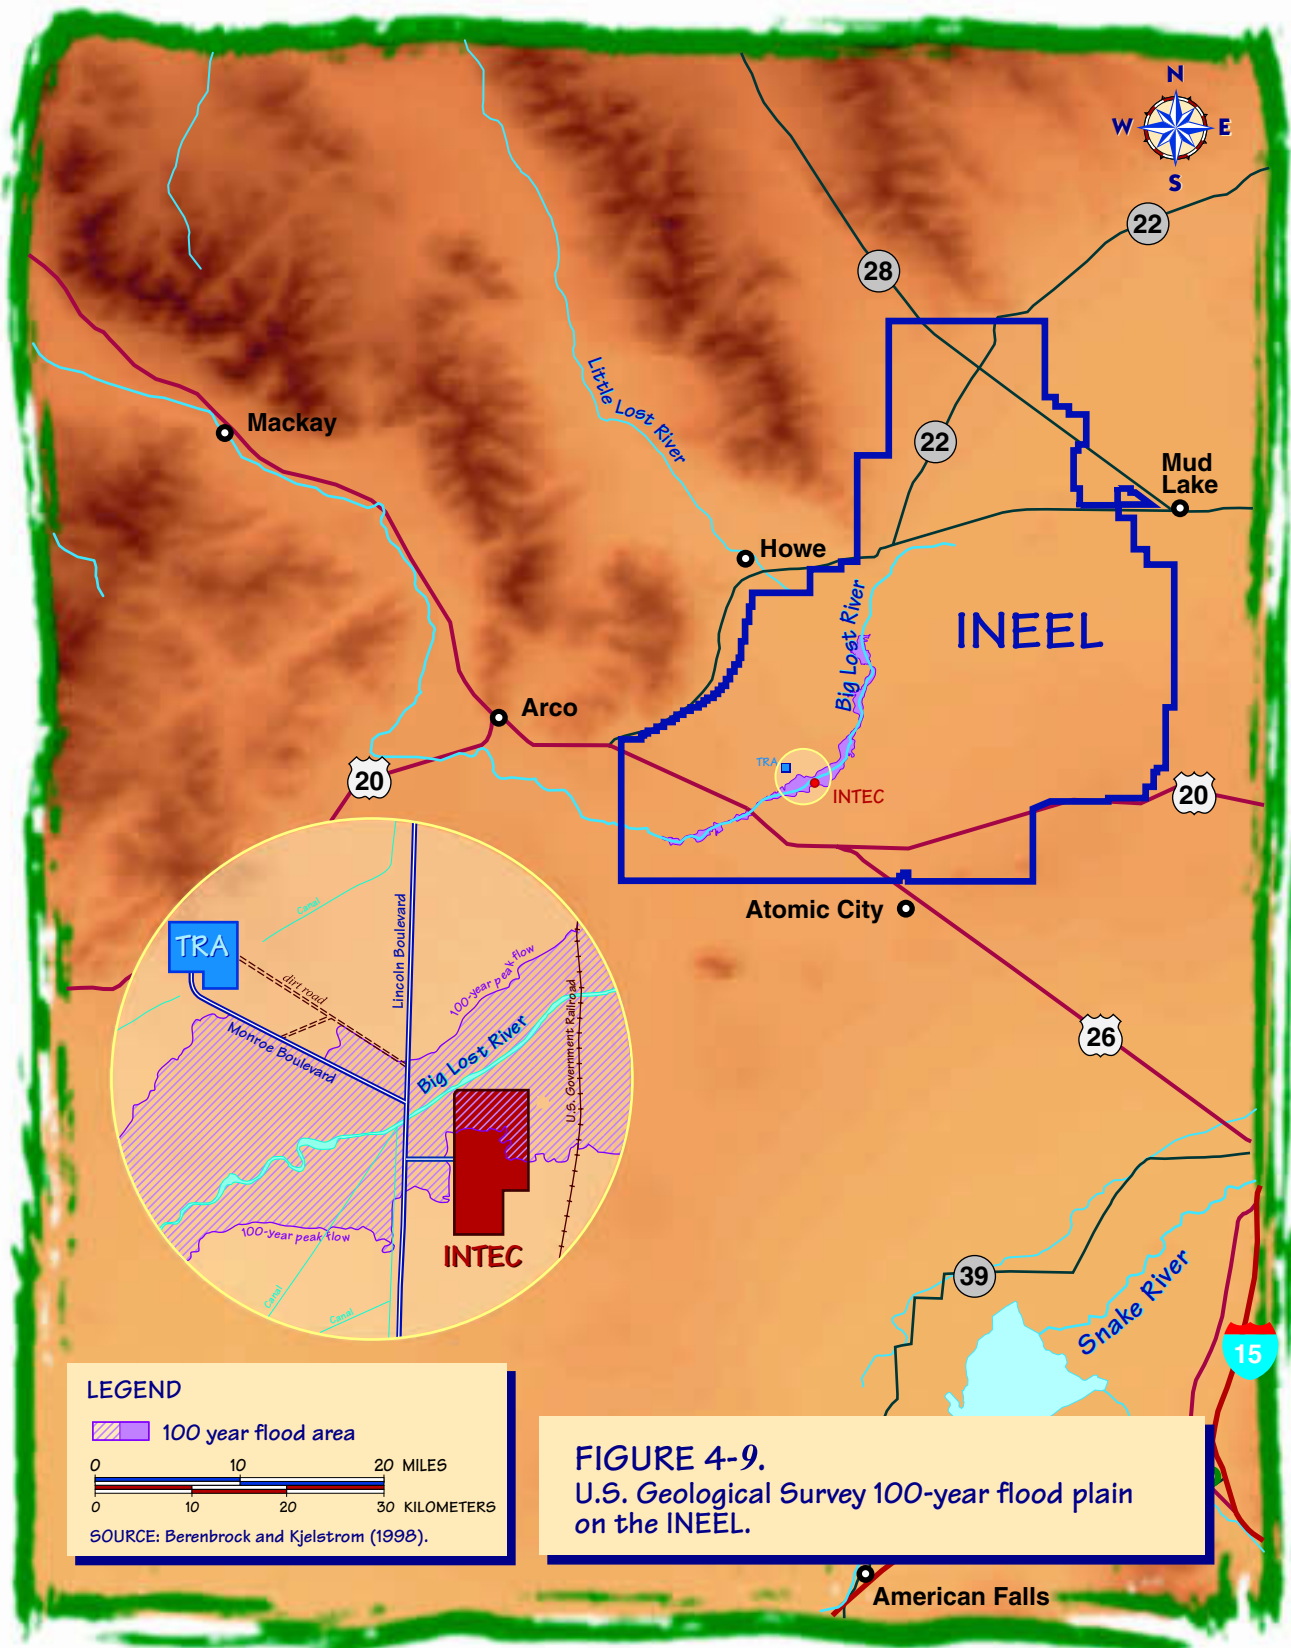 N
W E
S
22
28
Little Lost River
Mackay
22
Mud
Lake
Howe
Big Lost River
INEEL
Arco
TRA
20
INTEC
20
Atomic City
Canal
Lincoln Boulevard
TRA
dirt road
100-year peak flow
U.S. Government Railroad
Monroe Boulevard
Big Lost River
26
100-year peak flow
INTEC
Canal
Canal
39
Snake River
15
LEGEND
100 year flood area
0 10 20 MILES
0 10 20 30 KILOMETERS
SOURCE: Berenbrock and Kjelstrom (1998).
FIGURE 4-9.
U.S. Geological Survey 100-year flood plain
on the INEEL.
American Falls